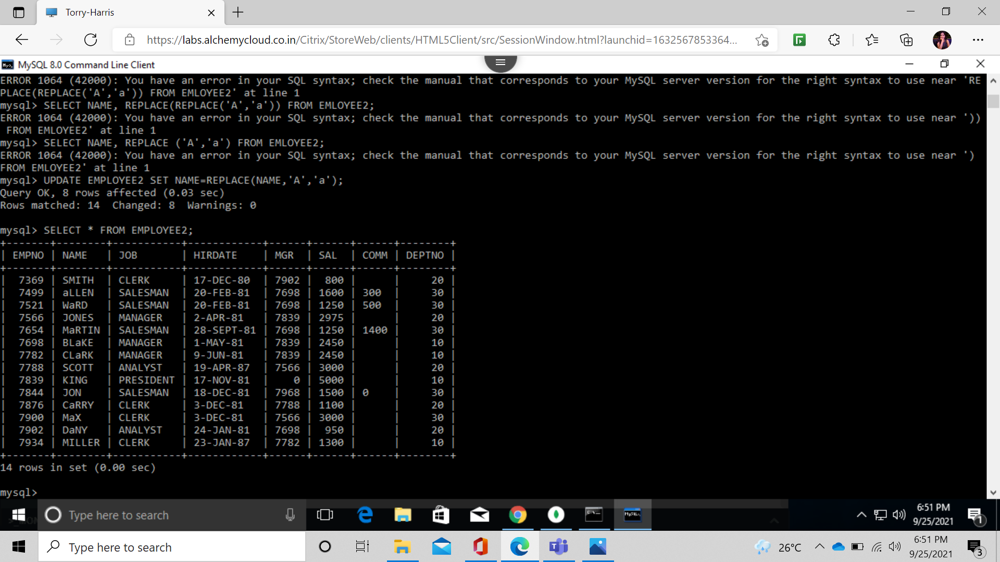 Torry-Harris
https://labs.alchemycloud.co.in/Citrix/StoreWeb/clients/HTML5Client/src/SessionWindow.html?launchid=1632567853364...
MySQL 8.0 Command Line Client
ERROR 1064 (42000): You have an error in your SQL syntax; check the manual that corresponds to your MySQL server version for the right syntax to use near 'RE
PLACE(REPLACE('A','a')) FROM EMLOYEE2' at line 1
mysql> SELECT NAME, REPLACE(REPLACE('A','a')) FROM EMLOYEE2;
ERROR 1064 (42000): You have an error in your SQL syntax; check the manual that corresponds to your MySQL server version for the right syntax to use near '))
FROM EMLOYEE2' at line 1
mysql> SELECT NAME, REPLACE ('A','a') FROM EMLOYEE2;
ERROR 1064 (42000): You have an error in your SQL syntax; check the manual that corresponds to your MySQL server version for the right syntax to use near ')
FROM EMLOYEE2' at line 1
mysql> UPDATE EMPLOYEE2 SET NAME=REPLACE(NAME,'A','a');
Query OK, 8 rows affected (0.03 sec)
Rows matched: 14  Changed: 8  Warnings: 0
mysql> SELECT * FROM EMPLOYEE2;
+-------+--------+-----------+------------+------+------+------+--------+
| EMPNO | NAME   | JOB       | HIRDATE    | MGR  | SAL  | COMM | DEPTNO |
+-------+--------+-----------+------------+------+------+------+--------+
|  7369 | SMITH  | CLERK     | 17-DEC-80  | 7902 |  800 |      |     20 |
|  7499 | aLLEN  | SALESMAN  | 20-FEB-81  | 7698 | 1600 | 300  |     30 |
|  7521 | WaRD   | SALESMAN  | 20-FEB-81  | 7698 | 1250 | 500  |     30 |
|  7566 | JONES  | MANAGER   | 2-APR-81   | 7839 | 2975 |      |     20 |
|  7654 | MaRTIN | SALESMAN  | 28-SEPT-81 | 7698 | 1250 | 1400 |     30 |
|  7698 | BLaKE  | MANAGER   | 1-MAY-81   | 7839 | 2450 |      |     10 |
|  7782 | CLaRK  | MANAGER   | 9-JUN-81   | 7839 | 2450 |      |     10 |
|  7788 | SCOTT  | ANALYST   | 19-APR-87  | 7566 | 3000 |      |     20 |
|  7839 | KING   | PRESIDENT | 17-NOV-81  |    0 | 5000 |      |     10 |
|  7844 | JON    | SALESMAN  | 18-DEC-81  | 7968 | 1500 | 0    |     30 |
|  7876 | CaRRY  | CLERK     | 3-DEC-81   | 7788 | 1100 |      |     20 |
|  7900 | MaX    | CLERK     | 3-DEC-81   | 7566 | 3000 |      |     30 |
|  7902 | DaNY   | ANALYST   | 24-JAN-81  | 7698 |  950 |      |     20 |
|  7934 | MILLER | CLERK     | 23-JAN-87  | 7782 | 1300 |      |     10 |
+-------+--------+-----------+------------+------+------+------+--------+
14 rows in set (0.00 sec)
mysql>
Type here to search
6:51 PM
9/25/2021
1
Type here to search
26°C
6:51 PM
9/25/2021
3